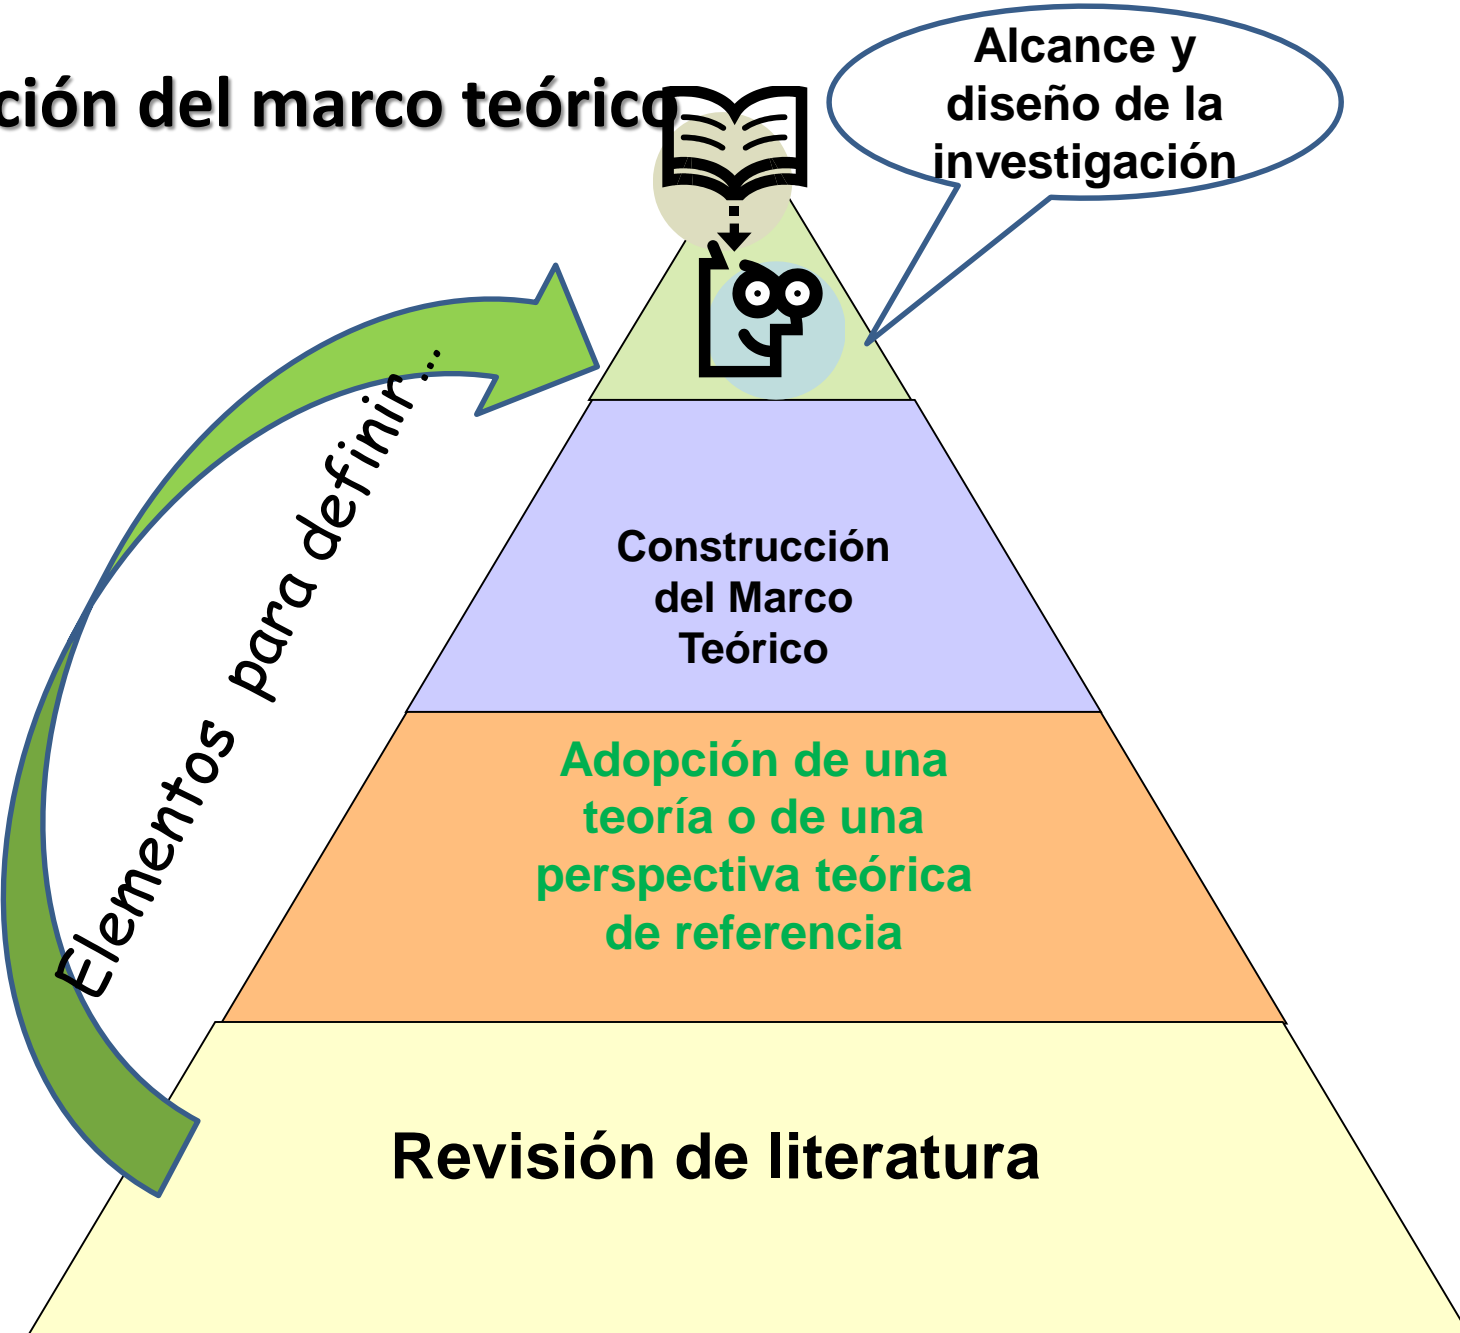 ción del marco teórico
Alcance y
diseño de la
investigación
Elementos para definir...
Construcción
del Marco
Teórico
Adopción de una
teoría o de una
perspectiva teórica
de referencia
Revisión de literatura